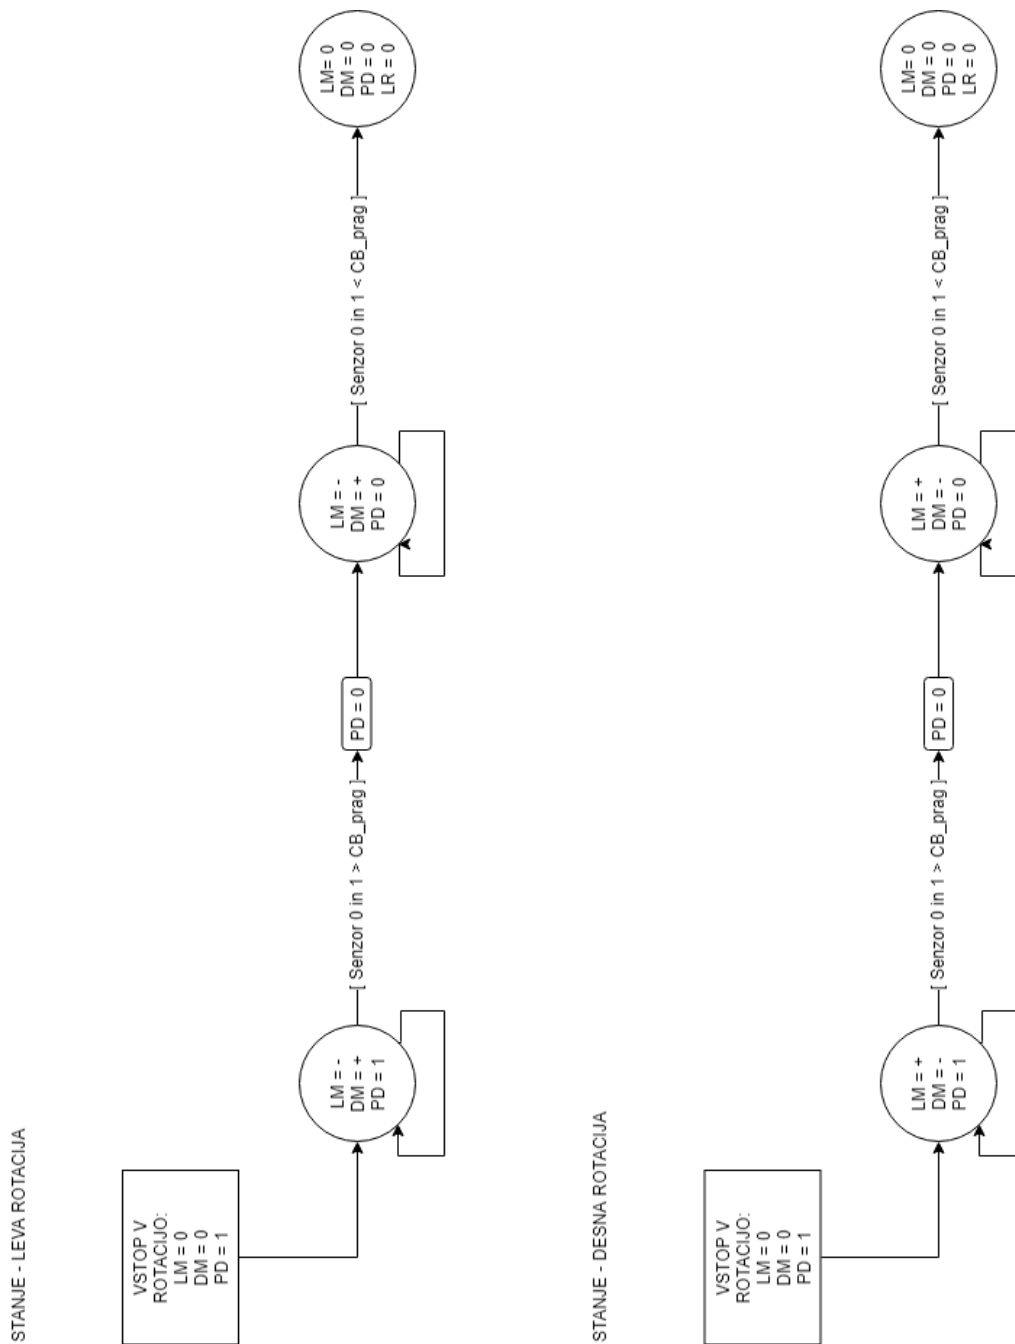 STANJE - LEVA ROTACIJA
VSTOP V
ROTACIJO:
LM = 0
DM = 0
PD = 1
LM = -
DM = +
PD = 1
[ Senzor 0 in 1 > CB_prag ]
PD = 0
LM = -
DM = +
PD = 0
[ Senzor 0 in 1 < CB_prag ]
LM= 0
DM = 0
PD = 0
LR = 0
STANJE - DESNA ROTACIJA
VSTOP V
ROTACIJO:
LM = 0
DM = 0
PD = 1
LM = +
DM = -
PD = 1
[ Senzor 0 in 1 > CB_prag ]
PD = 0
LM = +
DM = -
PD = 0
[ Senzor 0 in 1 < CB_prag ]
LM= 0
DM = 0
PD = 0
LR = 0